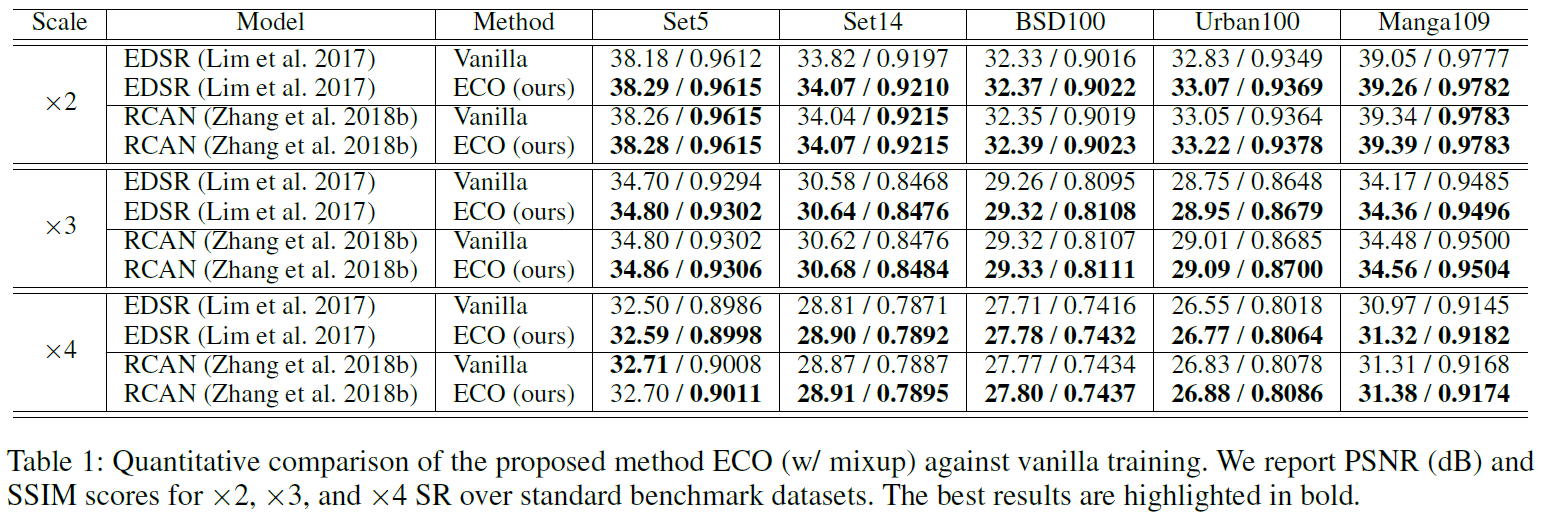 Scale Model Method Set5 Set14 BSD100 Urban100 Manga109
EDSR (Lim et al. 2017) Vanilla 38.18 / 0.9612 33.82 / 0.9197 32.33 / 0.9016 32.83 / 0.9349 39.05 / 0.9777
EDSR (Lim et al. 2017) ECO (ours) 38.29 / 0.9615 34.07 / 0.9210 32.37 / 0.9022 33.07 / 0.9369 39.26 / 0.9782
×2
RCAN (Zhang et al. 2018b) Vanilla 38.26 / 0.9615 34.04 / 0.9215 32.35 / 0.9019 33.05 / 0.9364 39.34 / 0.9783
RCAN (Zhang et al. 2018b) ECO (ours) 38.28 / 0.9615 34.07 / 0.9215 32.39 / 0.9023 33.22 / 0.9378 39.39 / 0.9783
EDSR (Lim et al. 2017) Vanilla 34.70 / 0.9294 30.58 / 0.8468 29.26 / 0.8095 28.75 / 0.8648 34.17 / 0.9485
EDSR (Lim et al. 2017) ECO (ours) 34.80 / 0.9302 30.64 / 0.8476 29.32 / 0.8108 28.95 / 0.8679 34.36 / 0.9496
×3
RCAN (Zhang et al. 2018b) Vanilla 34.80 / 0.9302 30.62 / 0.8476 29.32 / 0.8107 29.01 / 0.8685 34.48 / 0.9500
RCAN (Zhang et al. 2018b) ECO (ours) 34.86 / 0.9306 30.68 / 0.8484 29.33 / 0.8111 29.09 / 0.8700 34.56 / 0.9504
EDSR (Lim et al. 2017) Vanilla 32.50 / 0.8986 28.81 / 0.7871 27.71 / 0.7416 26.55 / 0.8018 30.97 / 0.9145
EDSR (Lim et al. 2017) ECO (ours) 32.59 / 0.8998 28.90 / 0.7892 27.78 / 0.7432 26.77 / 0.8064 31.32 / 0.9182
×4
RCAN (Zhang et al. 2018b) Vanilla 32.71 / 0.9008 28.87 / 0.7887 27.77 / 0.7434 26.83 / 0.8078 31.31 / 0.9168
RCAN (Zhang et al. 2018b) ECO (ours) 32.70 / 0.9011 28.91 / 0.7895 27.80 / 0.7437 26.88 / 0.8086 31.38 / 0.9174
Table 1: Quantitative comparison of the proposed method ECO (w/ mixup) against vanilla training. We report PSNR (dB) and
SSIM scores for ×2, ×3, and ×4 SR over standard benchmark datasets. The best results are highlighted in bold.